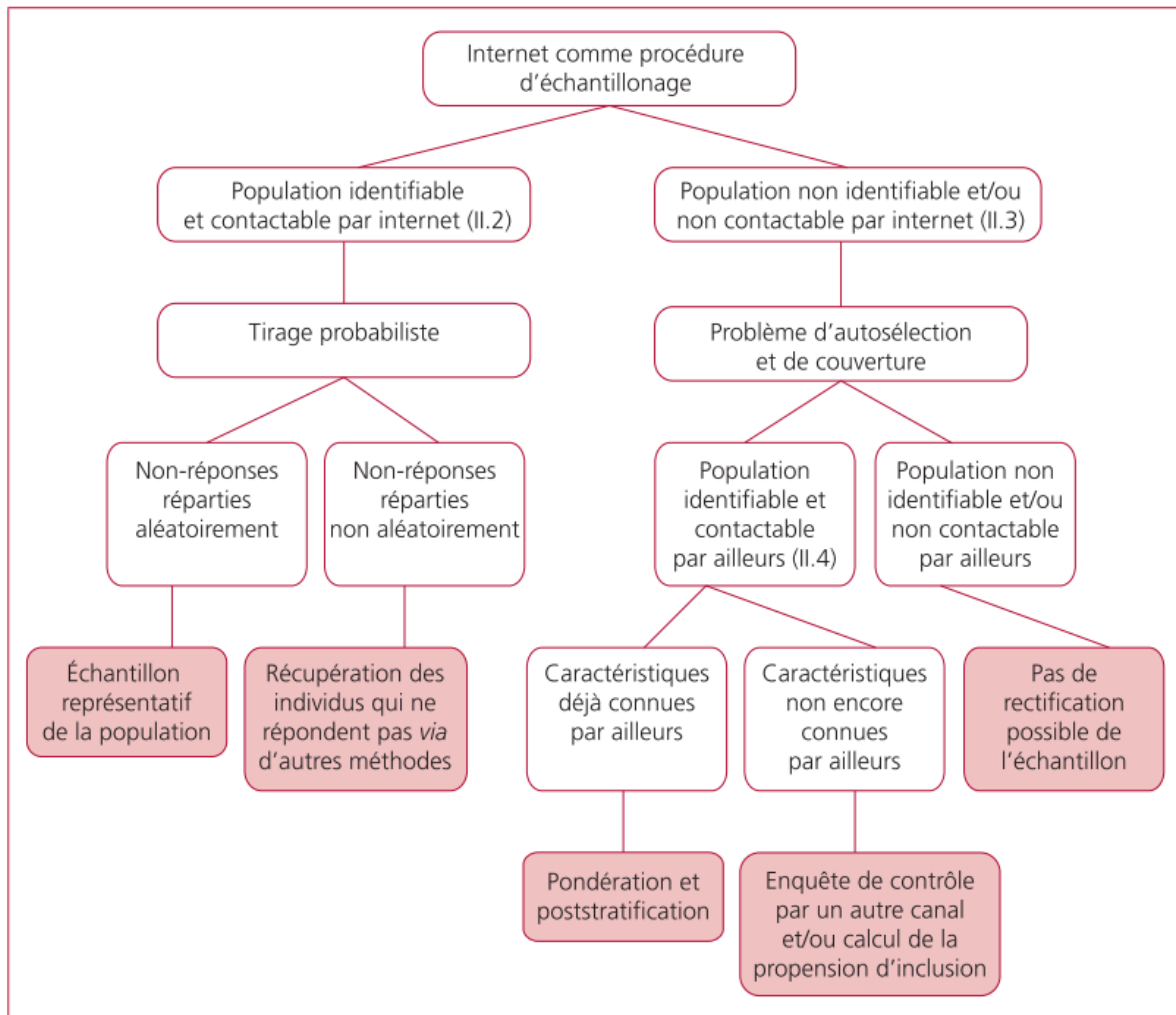 Internet comme procédure
d'échantillonage
Population identifiable
et contactable par internet (II.2)
Population non identifiable et/ou
non contactable par internet (II.3)
Tirage probabiliste
Problème d'autosélection
et de couverture
Non-réponses
réparties
aléatoirement
Non-réponses
réparties
non aléatoirement
Population
identifiable et
contactable
par ailleurs (II.4)
Population non
identifiable et/ou
non contactable
par ailleurs
Échantillon
représentatif
de la population
Récupération des
individus qui ne
répondent pas via
d'autres méthodes
Caractéristiques
déjà connues
par ailleurs
Caractéristiques
non encore
connues
par ailleurs
Pas de
rectification
possible de
l'échantillon
Pondération et
poststratification
Enquête de contrôle
par un autre canal
et/ou calcul de la
propension d'inclusion